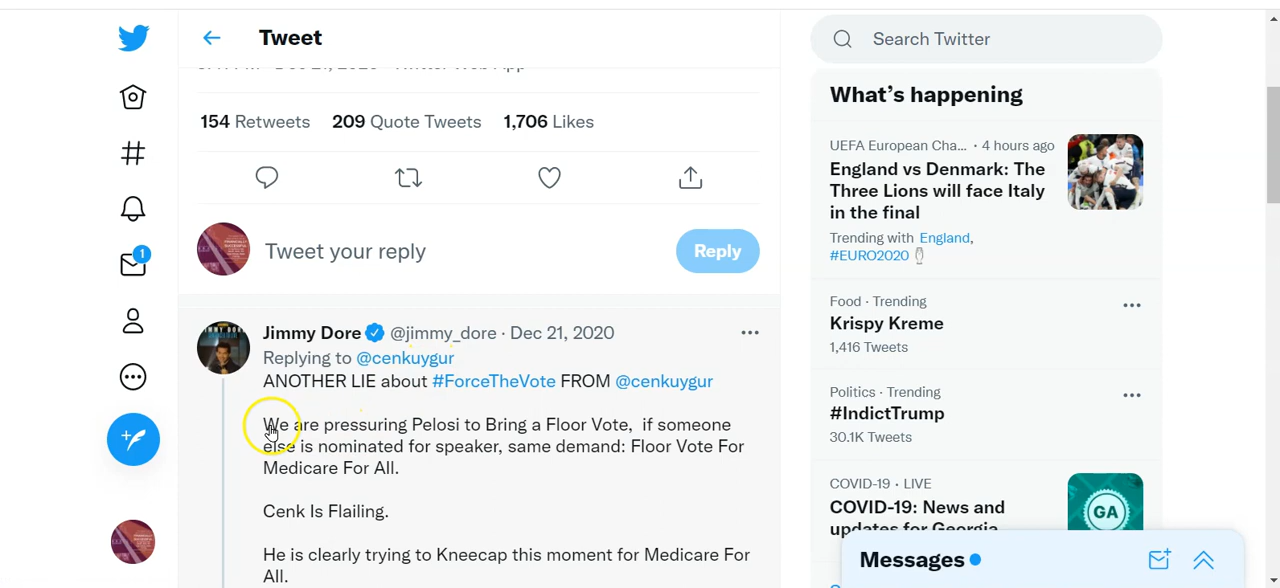 Tweet
Search Twitter
154 Retweets 209 Quote Tweets 1,706 Likes
Tweet your reply
Reply
Jimmy Dore @jimmy_dore · Dec 21, 2020
Replying to @cenkuygur
ANOTHER LIE about #ForceTheVote FROM @cenkuygur
We are pressuring Pelosi to Bring a Floor Vote, if someone
else is nominated for speaker, same demand: Floor Vote For
Medicare For All.
Cenk Is Flailing.
He is clearly trying to Kneecap this moment for Medicare For
All.
What's happening
UEFA European Cha... · 4 hours ago
England vs Denmark: The
Three Lions will face Italy
in the final
Trending with England,
#EURO2020
Food · Trending
Krispy Kreme
1,416 Tweets
Politics · Trending
#IndictTrump
30.1K Tweets
COVID-19 · LIVE
COVID-19: News and
updates for Georgia
GA
Messages
1